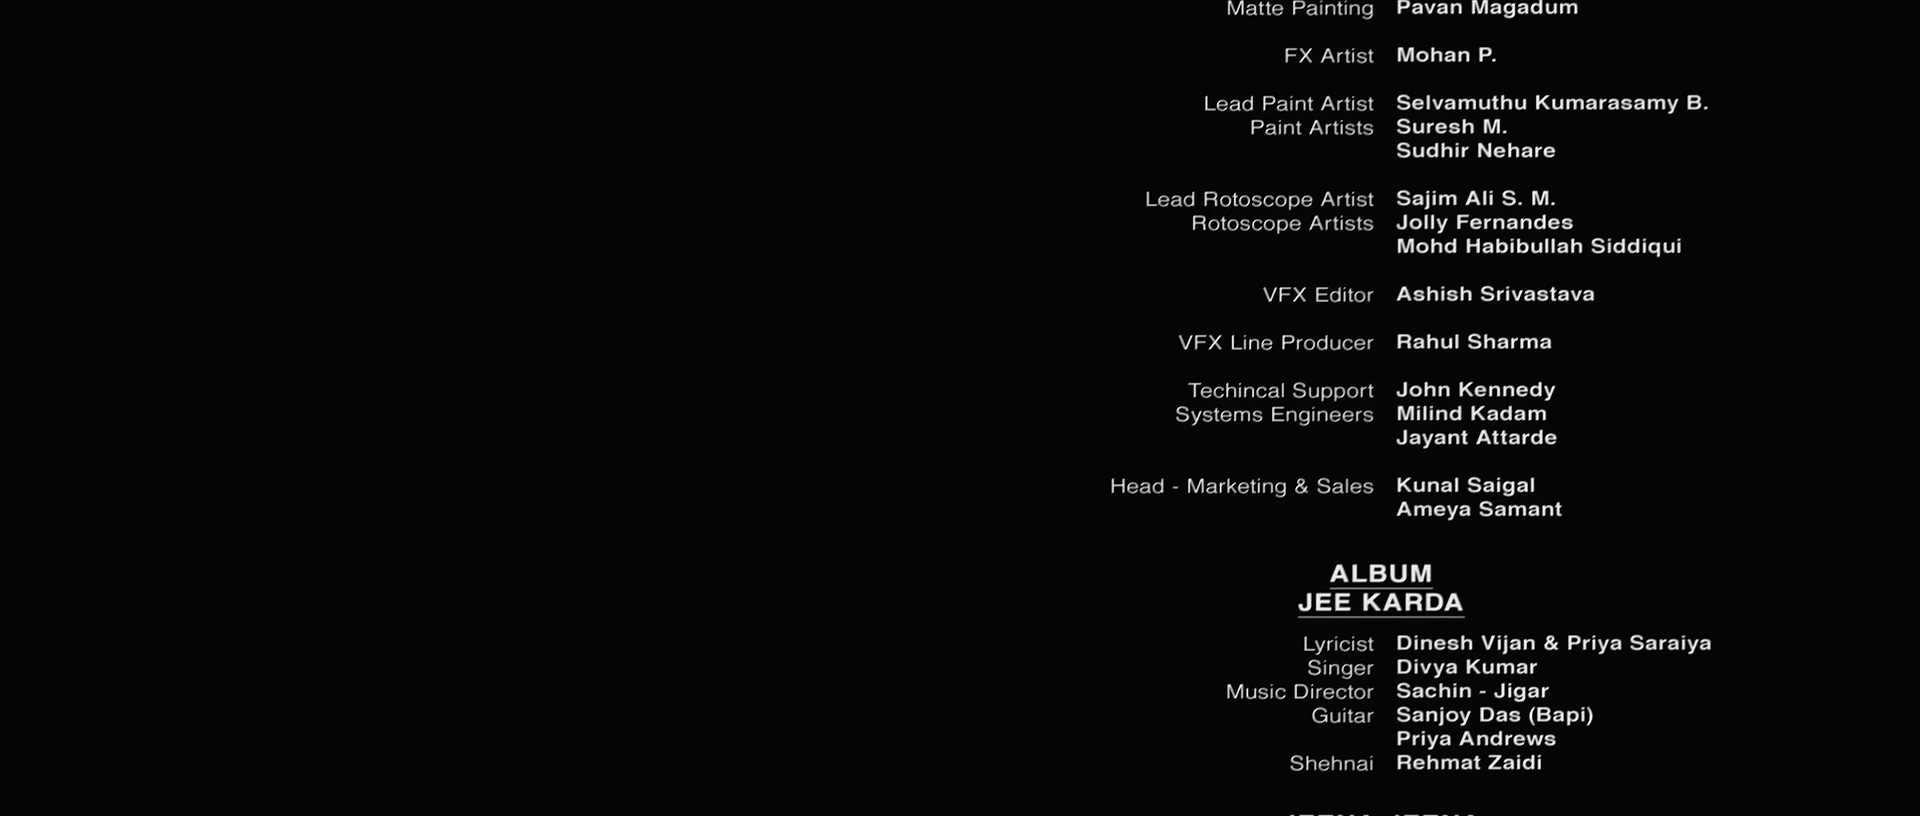 Matte Painting Pavan Magadum
FX Artist Mohan P.
Lead Paint Artist Selvamuthu Kumarasamy B.
Paint Artists Suresh M.
Sudhir Nehare
Lead Rotoscope Artist Sajim Ali S. M.
Rotoscope Artists Jolly Fernandes
Mohd Habibullah Siddiqui
VFX Editor Ashish Srivastava
VFX Line Producer Rahul Sharma
Techincal Support John Kennedy
Systems Engineers Milind Kadam
Jayant Attarde
Head - Marketing & Sales Kunal Saigal
Ameya Samant
ALBUM
JEE KARDA
Lyricist Dinesh Vijan & Priya Saraiya
Singer Divya Kumar
Music Director Sachin - Jigar
Guitar Sanjoy Das (Bapi)
Priya Andrews
Shehnai Rehmat Zaidi